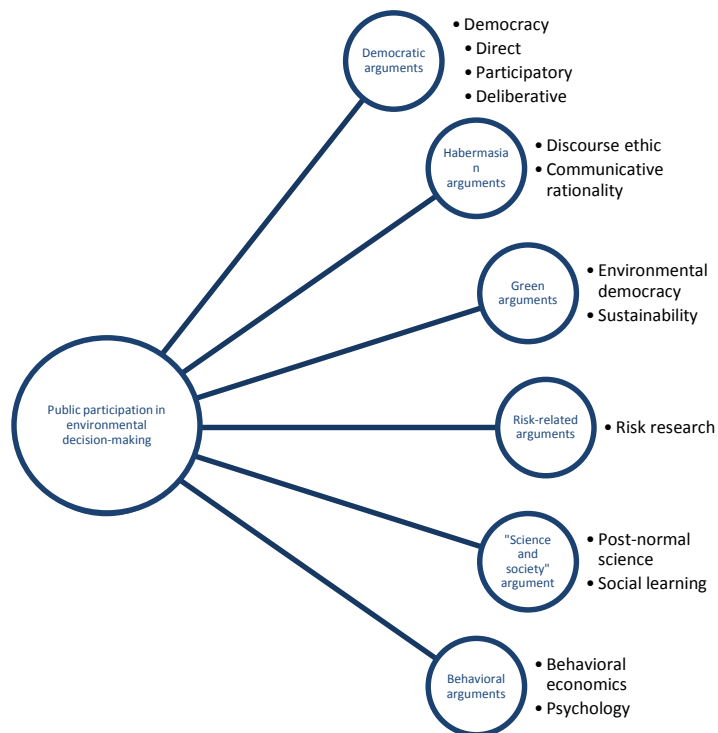 Democratic
arguments
• Democracy
• Direct
• Participatory
• Deliberative
Habermasia
n
arguments
• Discourse ethic
• Communicative
rationality
Green
arguments
• Environmental
democracy
• Sustainability
Public participation in
environmental
decision-making
Risk-related
arguments
• Risk research
"Science
and
society"
argument
• Post-normal
science
• Social learning
Behavioral
arguments
• Behavioral
economics
• Psychology